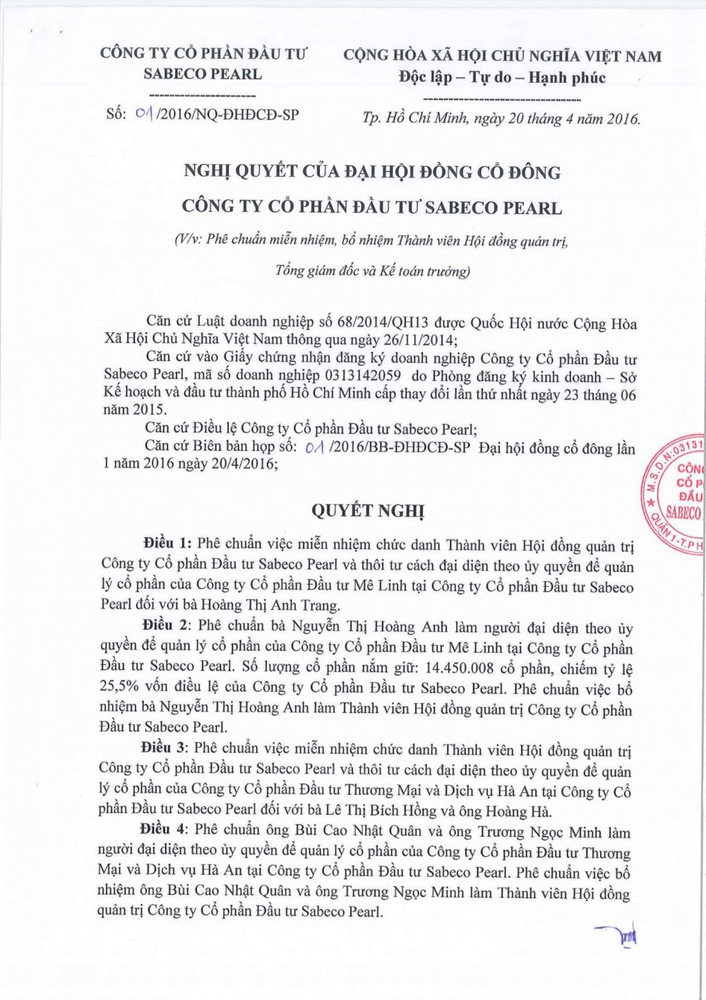 CÔNG TY CỔ PHẦN ĐẦU TƯ
SABECO PEARL
---------------------
Số: 01/2016/NQ-ĐHĐCĐ-SP
CỘNG HÒA XÃ HỘI CHỦ NGHĨA VIỆT NAM
Độc lập – Tự do – Hạnh phúc
-------------------------------
Tp. Hồ Chí Minh, ngày 20 tháng 4 năm 2016.
NGHỊ QUYẾT CỦA ĐẠI HỘI ĐỒNG CỔ ĐÔNG
CÔNG TY CỔ PHẦN ĐẦU TƯ SABECO PEARL
(V/v: Phê chuẩn miễn nhiệm, bổ nhiệm Thành viên Hội đồng quản trị,
Tổng giám đốc và Kế toán trưởng)
Căn cứ Luật doanh nghiệp số 68/2014/QH13 được Quốc Hội nước Cộng Hòa
Xã Hội Chủ Nghĩa Việt Nam thông qua ngày 26/11/2014;
Căn cứ vào Giấy chứng nhận đăng ký doanh nghiệp Công ty Cổ phần Đầu tư
Sabeco Pearl, mã số doanh nghiệp 0313142059 do Phòng đăng ký kinh doanh – Sở
Kế hoạch và đầu tư thành phố Hồ Chí Minh cấp thay đổi lần thứ nhất ngày 23 tháng 06
năm 2015.
Căn cứ Điều lệ Công ty Cổ phần Đầu tư Sabeco Pearl;
Căn cứ Biên bản họp số: 01/2016/BB-ĐHĐCĐ-SP Đại hội đồng cổ đông lần
1 năm 2016 ngày 20/4/2016;
M.S.D.N:03131
CÔNG
CỔ P
ĐẦU
SABECO
QUẬN 1-T.P H
QUYẾT NGHỊ
Điều 1: Phê chuẩn việc miễn nhiệm chức danh Thành viên Hội đồng quản trị
Công ty Cổ phần Đầu tư Sabeco Pearl và thôi tư cách đại diện theo ủy quyền để quản
lý cổ phần của Công ty Cổ phần Đầu tư Mê Linh tại Công ty Cổ phần Đầu tư Sabeco
Pearl đối với bà Hoàng Thị Anh Trang.
Điều 2: Phê chuẩn bà Nguyễn Thị Hoàng Anh làm người đại diện theo ủy
quyền để quản lý cổ phần của Công ty Cổ phần Đầu tư Mê Linh tại Công ty Cổ phần
Đầu tư Sabeco Pearl. Số lượng cổ phần nắm giữ: 14.450.008 cổ phần, chiếm tỷ lệ
25,5% vốn điều lệ của Công ty Cổ phần Đầu tư Sabeco Pearl. Phê chuẩn việc bổ
nhiệm bà Nguyễn Thị Hoàng Anh làm Thành viên Hội đồng quản trị Công ty Cổ phần
Đầu tư Sabeco Pearl.
Điều 3: Phê chuẩn việc miễn nhiệm chức danh Thành viên Hội đồng quản trị
Công ty Cổ phần Đầu tư Sabeco Pearl và thôi tư cách đại diện theo ủy quyền để quản
lý cổ phần của Công ty Cổ phần Đầu tư Thương Mại và Dịch vụ Hà An tại Công ty Cổ
phần Đầu tư Sabeco Pearl đối với bà Lê Thị Bích Hồng và ông Hoàng Hà.
Điều 4: Phê chuẩn ông Bùi Cao Nhật Quân và ông Trương Ngọc Minh làm
người đại diện theo ủy quyền để quản lý cổ phần của Công ty Cổ phần Đầu tư Thương
Mại và Dịch vụ Hà An tại Công ty Cổ phần Đầu tư Sabeco Pearl. Phê chuẩn việc bổ
nhiệm ông Bùi Cao Nhật Quân và ông Trương Ngọc Minh làm Thành viên Hội đồng
quản trị Công ty Cổ phần Đầu tư Sabeco Pearl.